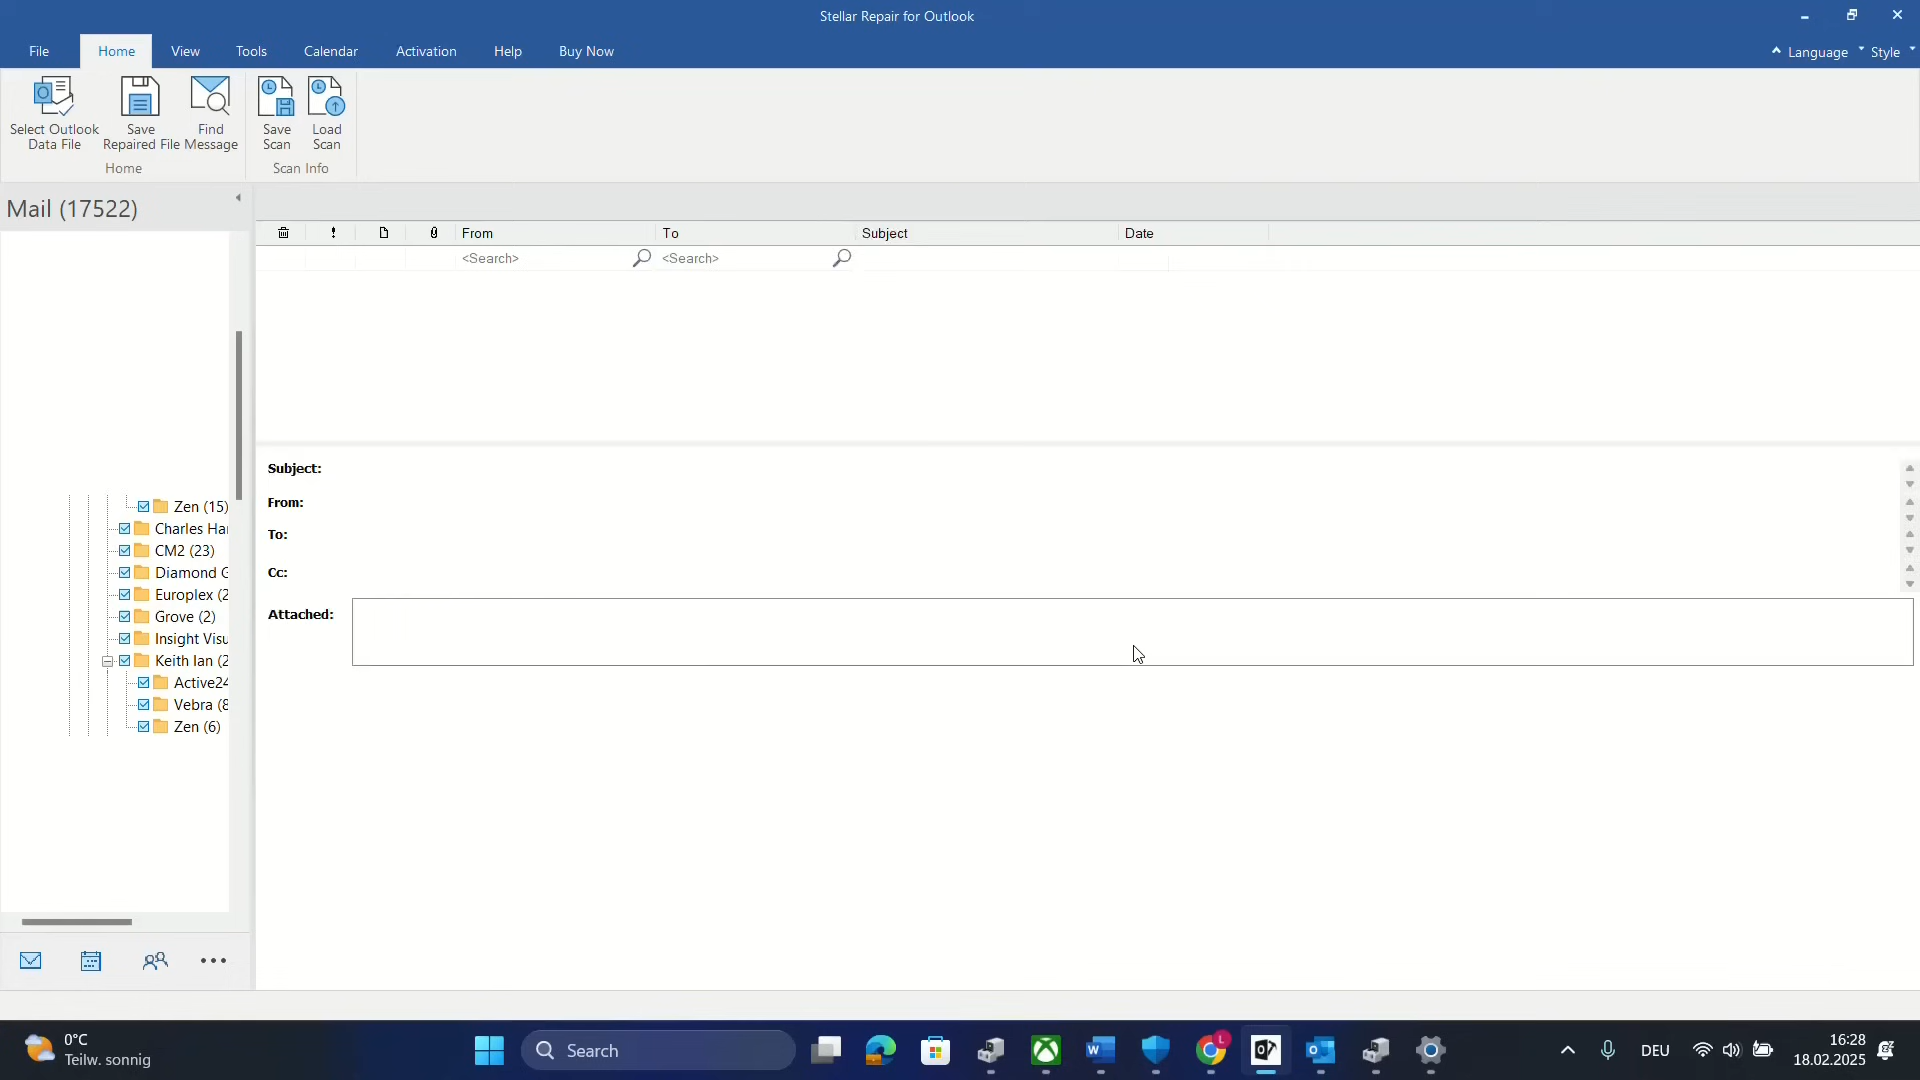 Stellar Repair for Outlook
File Home View Tools Calendar Activation Help Buy Now Language Style
Select Outlook Data File
Save Repaired File
Find Message
Save Scan
Load Scan
Home
Scan Info
Mail (17522)
From To Subject Date
<Search> <Search>
Subject:
From:
To:
Cc:
Attached:
Zen (15)
Charles Har
CM2 (23)
Diamond G
Europlex (2
Grove (2)
Insight Visu
Keith Ian (2
Active24
Vebra (8
Zen (6)
0°C
Teilw. sonnig
Search
L
DEU
16:28
18.02.2025